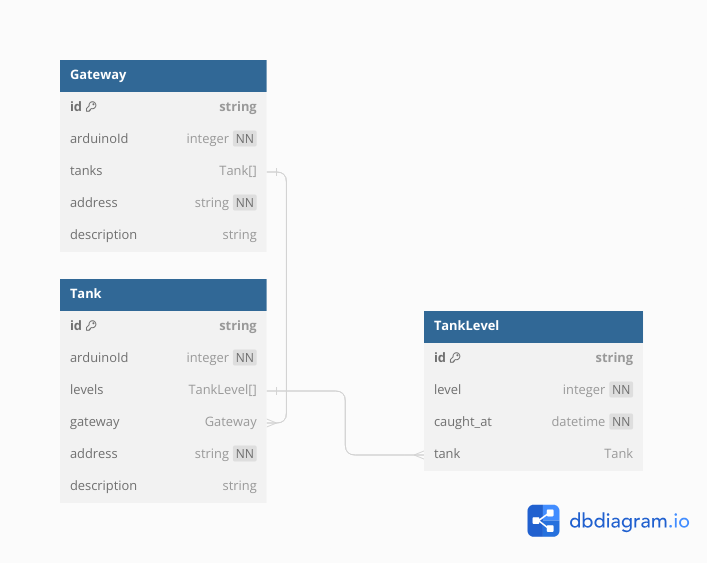 Gateway
id string
arduinoId integer NN
tanks Tank[]
address string NN
description string
Tank
id string
arduinoId integer NN
levels TankLevel[]
gateway Gateway
address string NN
description string
TankLevel
id string
level integer NN
caught_at datetime NN
tank Tank
dbdiagram.io